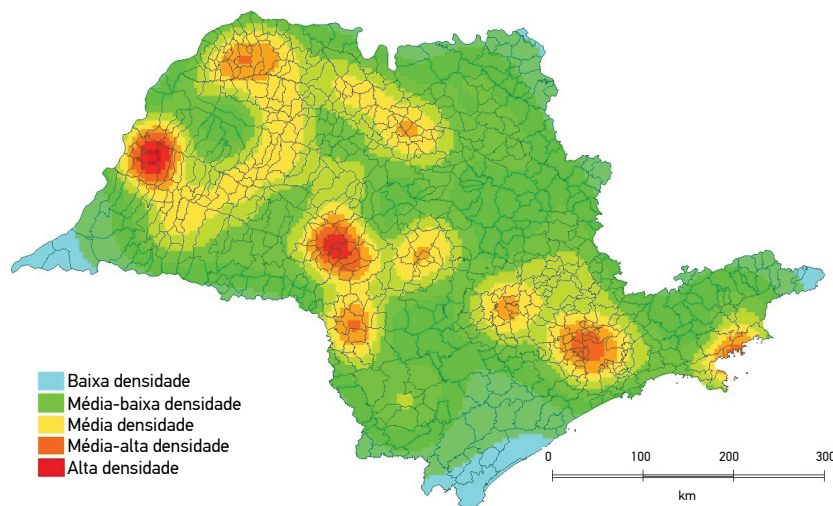 Baixa densidade
Média-baixa densidade
Média densidade
Média-alta densidade
Alta densidade
0 100 200 300
km